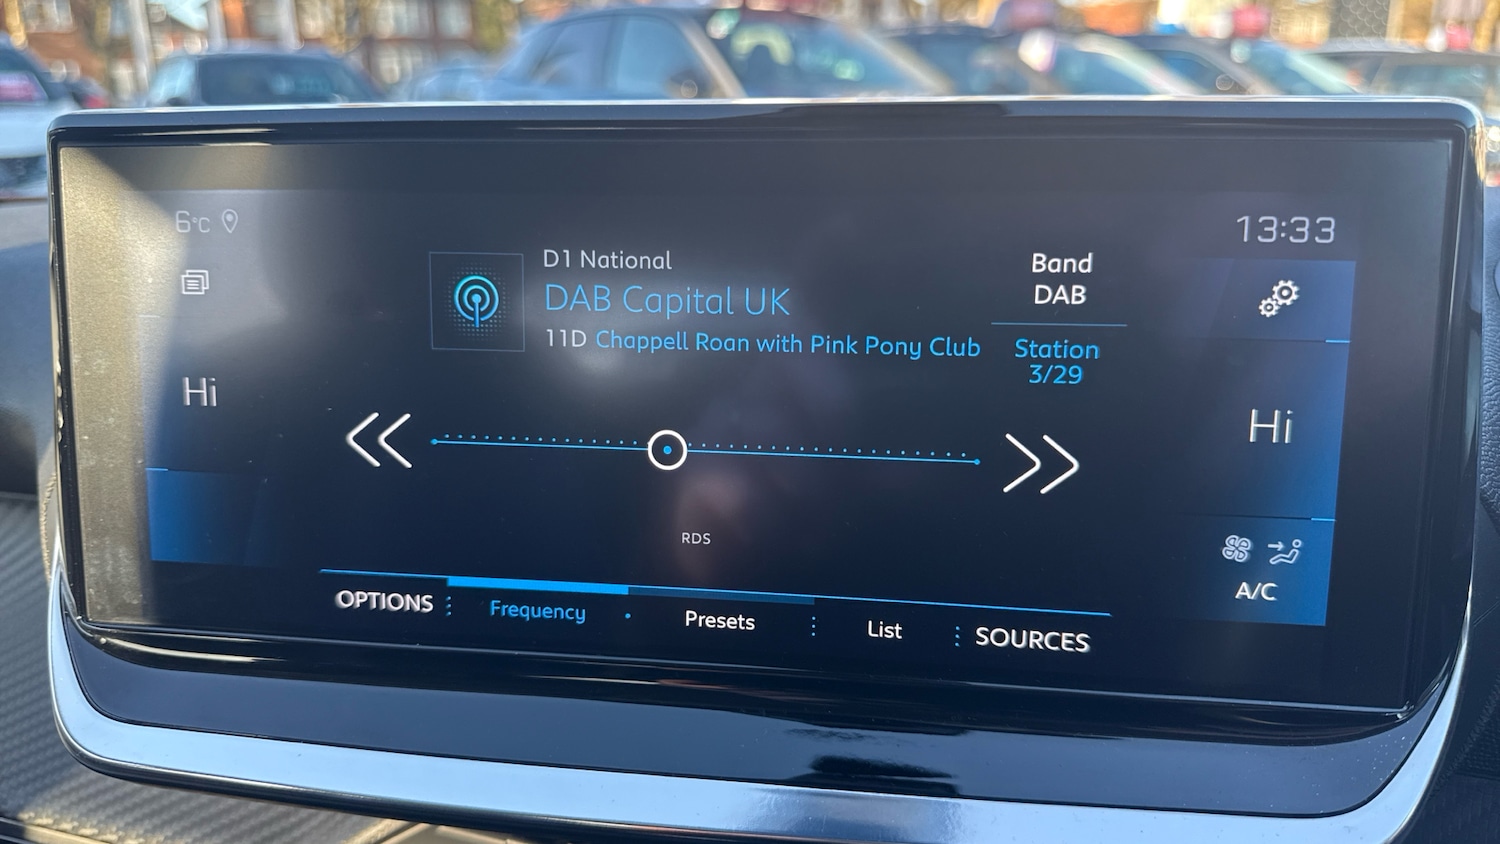 6°C
13:33
D1 National
DAB Capital UK
11D Chappell Roan with Pink Pony Club
Band
DAB
Station
3/29
Hi
Hi
RDS
A/C
OPTIONS
Frequency
Presets
List
SOURCES